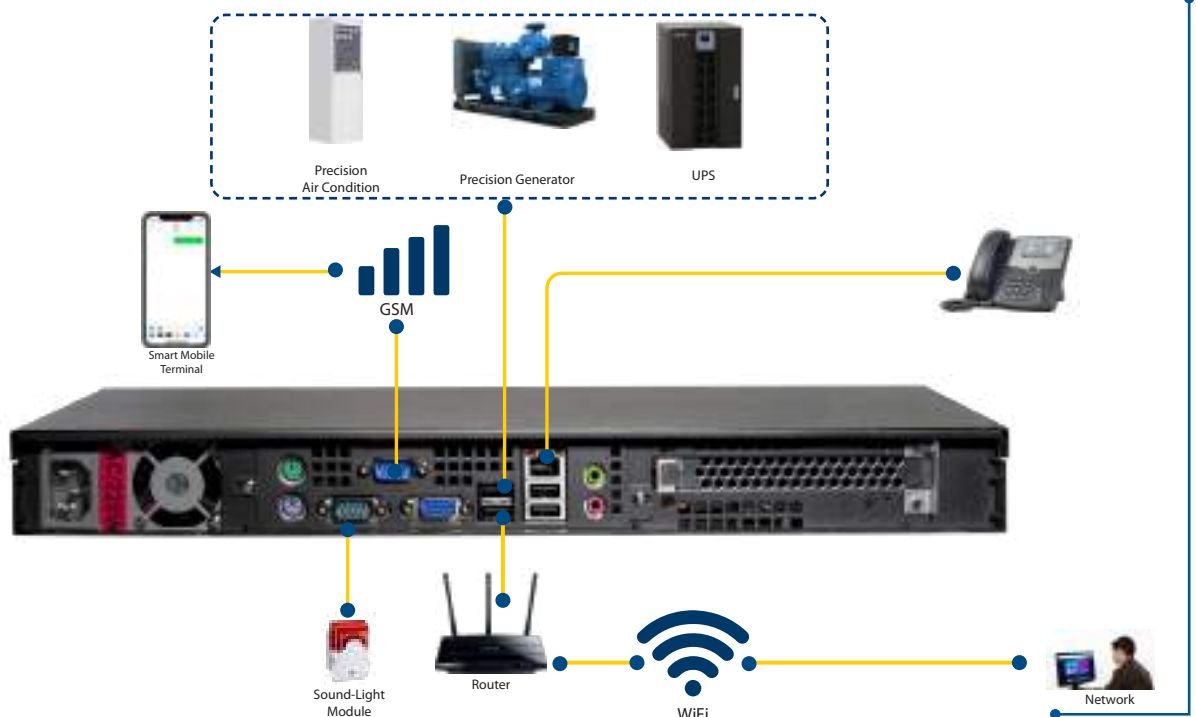 Precision
Air Condition
Precision Generator
UPS
GSM
Smart Mobile
Terminal
Sound-Light
Module
Router
WiFi
Network